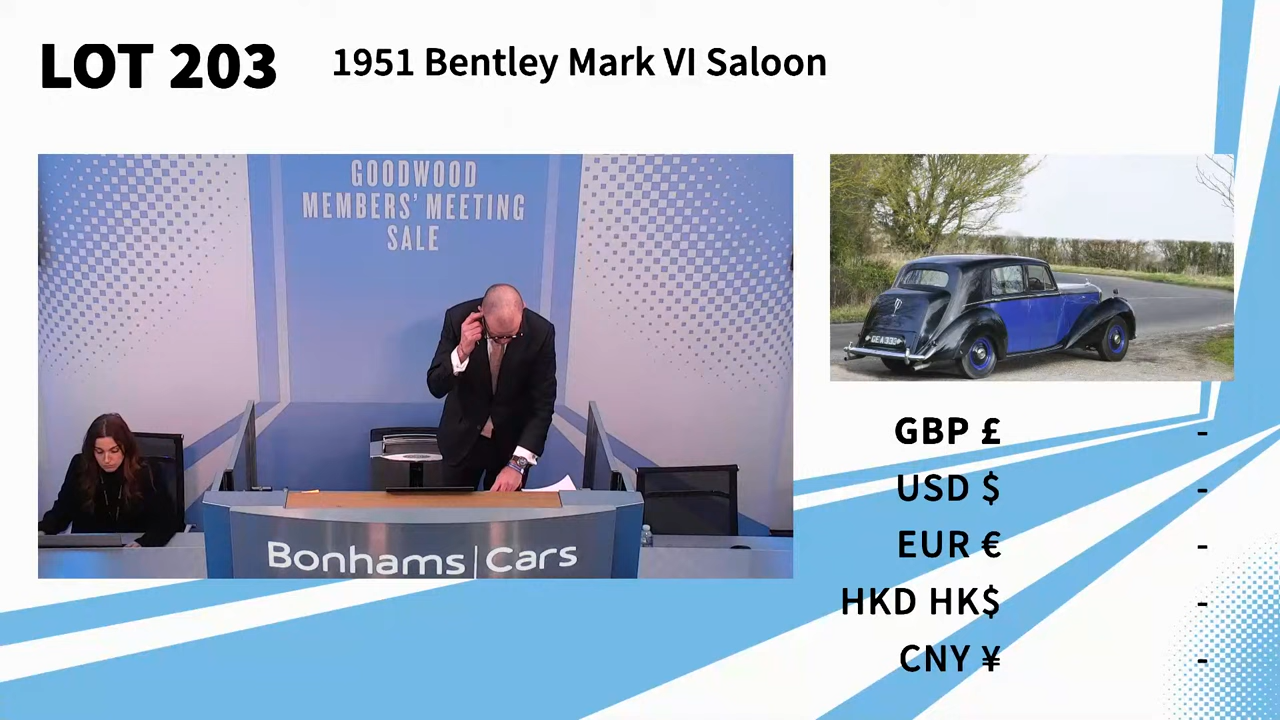 LOT 203
1951 Bentley Mark VI Saloon
GOODWOOD
MEMBERS' MEETING
SALE
Bonhams|Cars
GBP £ -
USD $ -
EUR € -
HKD HK$ -
CNY ¥ -